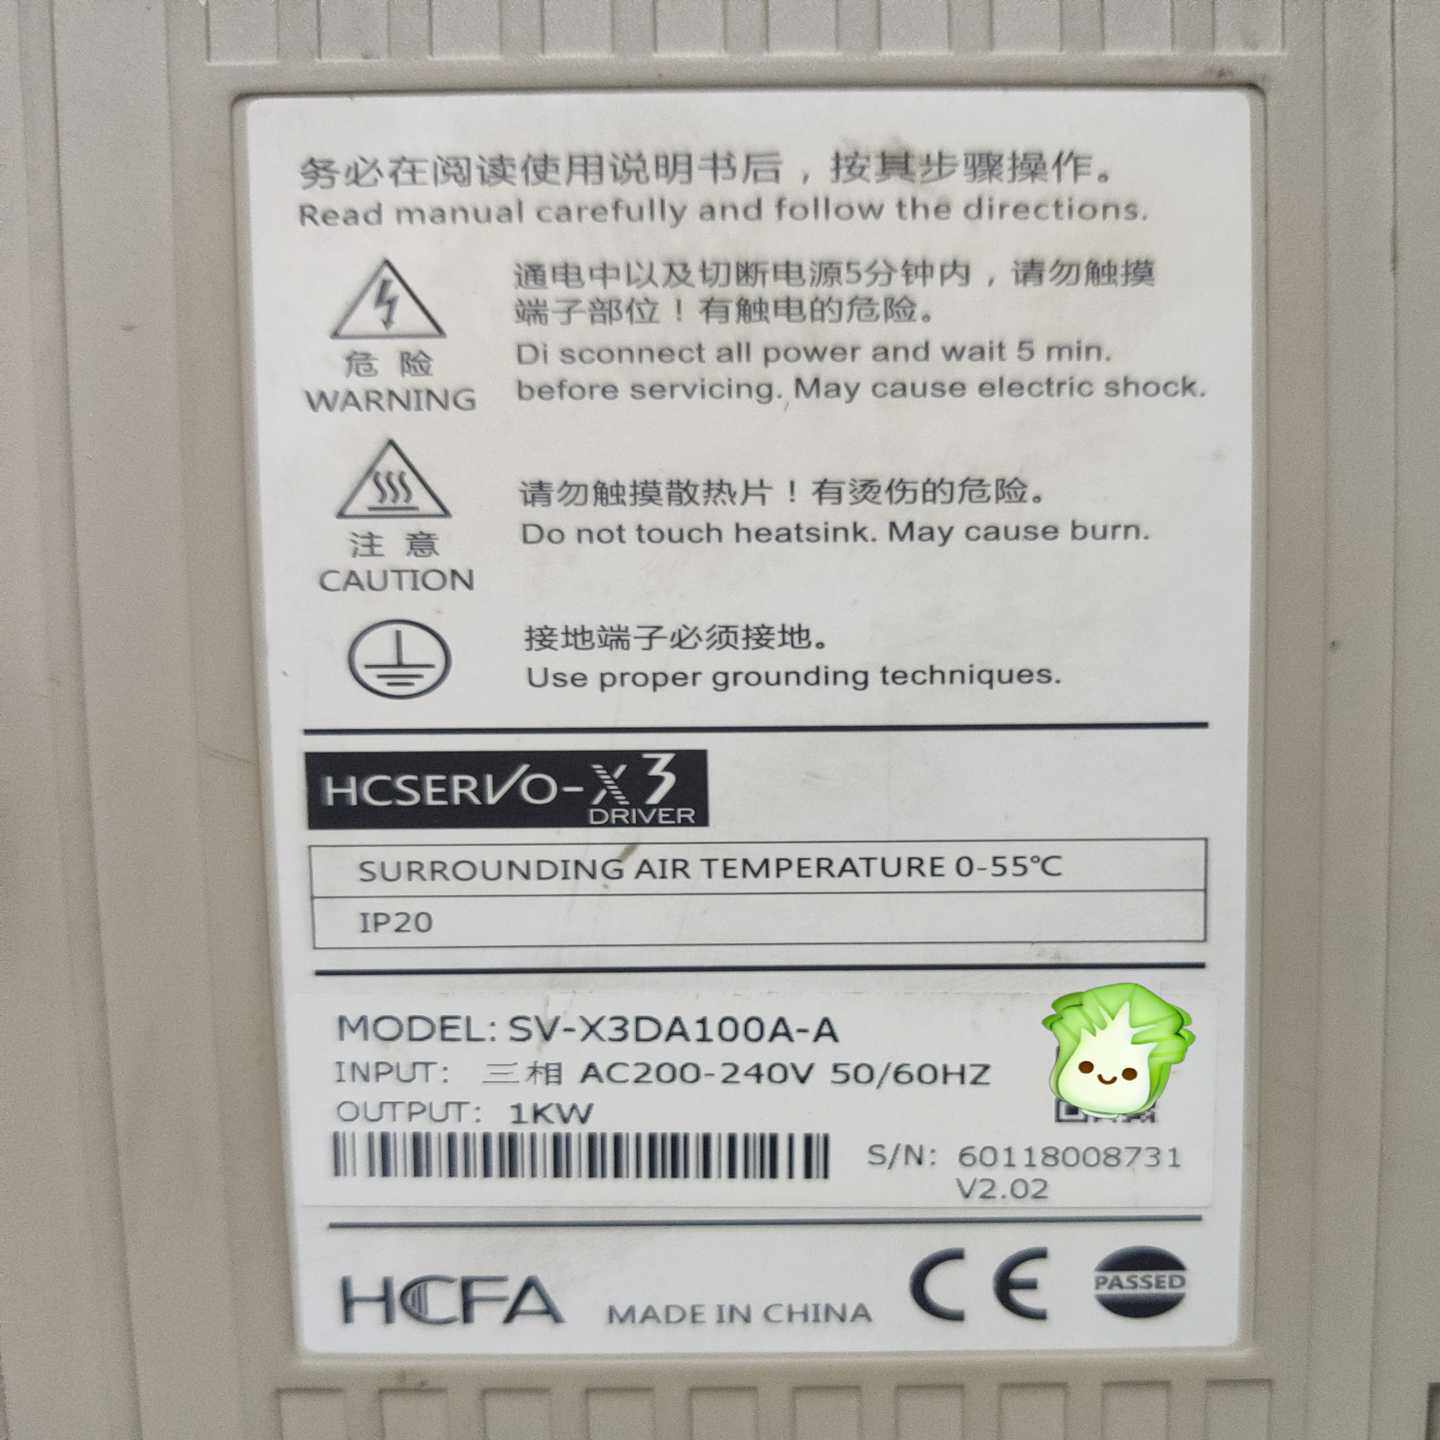 务必在阅读使用说明书后，按其步骤操作。
Read manual carefully and follow the directions.
通电中以及切断电源5分钟内，请勿触摸
端子部位！有触电的危险。
危 险
WARNING
Di sconnect all power and wait 5 min.
before servicing. May cause electric shock.
请勿触摸散热片！有烫伤的危险。
注 意
CAUTION
Do not touch heatsink. May cause burn.
接地端子必须接地。
Use proper grounding techniques.
HCSERVO-X3
DRIVER
SURROUNDING AIR TEMPERATURE 0-55℃
IP20
MODEL: SV-X3DA100A-A
INPUT: 三相 AC200-240V 50/60HZ
OUTPUT: 1KW
S/N: 60118008731
V2.02
HCFA
MADE IN CHINA
CE
PASSED